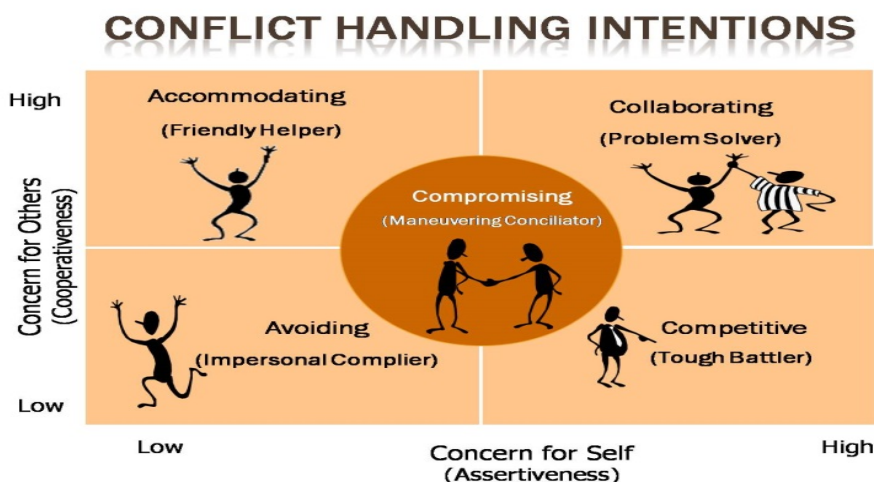 CONFLICT HANDLING INTENTIONS
High
Accommodating
(Friendly Helper)
Collaborating
(Problem Solver)
Compromising
(Maneuvering Conciliator)
Concern for Others
(Cooperativeness)
Avoiding
(Impersonal Complier)
Competitive
(Tough Battler)
Low
Low
Concern for Self
(Assertiveness)
High